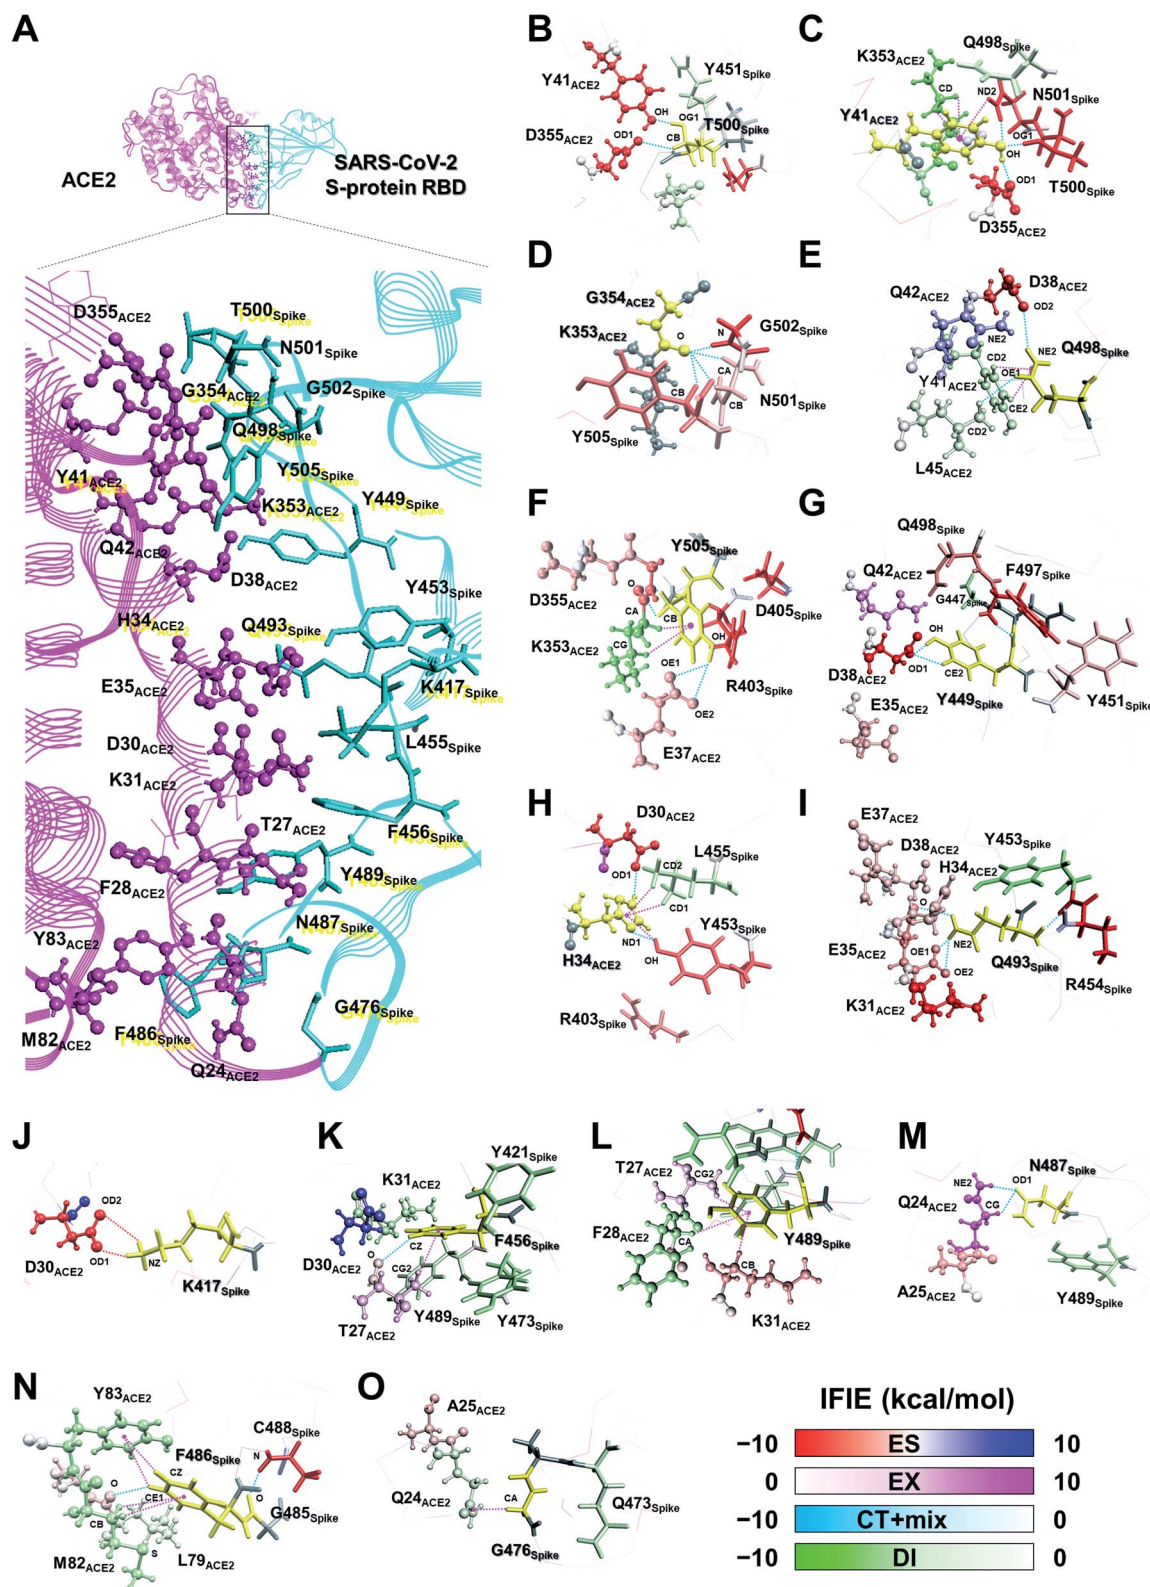 A
ACE2
SARS-CoV-2
S-protein RBD
D355ACE2
T500Spike
N501Spike
G354ACE2
G502Spike
Q498Spike
Y505Spike
Y41ACE2
K353ACE2
Y449Spike
Q42ACE2
D38ACE2
Y453Spike
H34ACE2
Q493Spike
E35ACE2
K417Spike
D30ACE2
L455Spike
K31ACE2
T27ACE2
F456Spike
F28ACE2
Y489Spike
Y83ACE2
N487Spike
G476Spike
M82ACE2
F486Spike
Q24ACE2
B
Y41ACE2
Y451Spike
OH
OG1
D355ACE2
OD1
CB
T500Spike
C
Q498Spike
K353ACE2
CD
ND2
N501Spike
Y41ACE2
OG1
OH
OD1
T500Spike
D355ACE2
D
G354ACE2
K353ACE2
O
N
G502Spike
CA
CB
CB
N501Spike
Y505Spike
E
Q42ACE2
D38ACE2
OD2
NE2
NE2
Q498Spike
CD2
OE1
Y41ACE2
CE2
CD2
L45ACE2
F
Y505Spike
O
D355ACE2
CA
CB
D405Spike
K353ACE2
CG
OH
OE1
R403Spike
OE2
E37ACE2
G
Q498Spike
Q42ACE2
F497Spike
G447Spike
OH
D38ACE2
OD1
CE2
E35ACE2
Y449Spike
Y451Spike
H
D30ACE2
L455Spike
OD1
CD2
CD1
Y453Spike
ND1
H34ACE2
OH
R403Spike
I
E37ACE2
D38ACE2
Y453Spike
H34ACE2
O
OE1
NE2
E35ACE2
OE2
Q493Spike
K31ACE2
R454Spike
J
OD2
D30ACE2
OD1
NZ
K417Spike
K
Y421Spike
K31ACE2
O
CZ
F456Spike
D30ACE2
CG2
Y489Spike
Y473Spike
T27ACE2
L
T27ACE2
CG2
F28ACE2
CA
Y489Spike
CB
K31ACE2
M
NE2
OD1
N487Spike
Q24ACE2
CG
A25ACE2
Y489Spike
N
Y83ACE2
C488Spike
F486Spike
N
CZ
O
CE1
O
CB
G485Spike
S
M82ACE2
L79ACE2
O
A25ACE2
Q24ACE2
CA
Q473Spike
G476Spike
IFIE (kcal/mol)
−10 ES 10
0 EX 10
−10 CT+mix 0
−10 DI 0